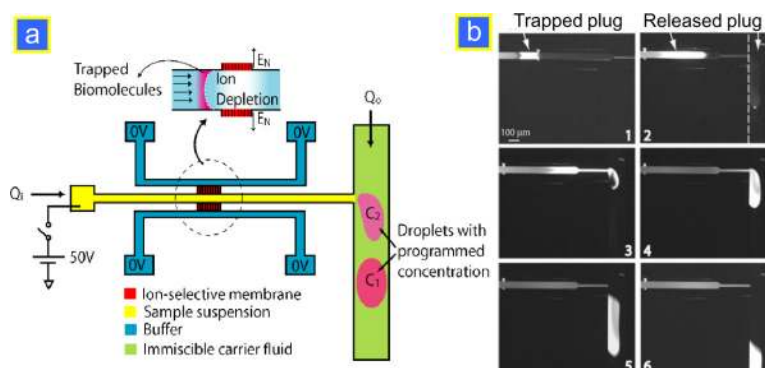 a
Trapped
Biomolecules
Ion
Depletion
E_N
E_N
Q_o
0V
0V
Q_i
C_2
Droplets with
programmed
concentration
50V
0V
0V
C_1
Ion-selective membrane
Sample suspension
Buffer
Immiscible carrier fluid
b
Trapped plug
Released plug
100 µm
1
2
3
4
5
6